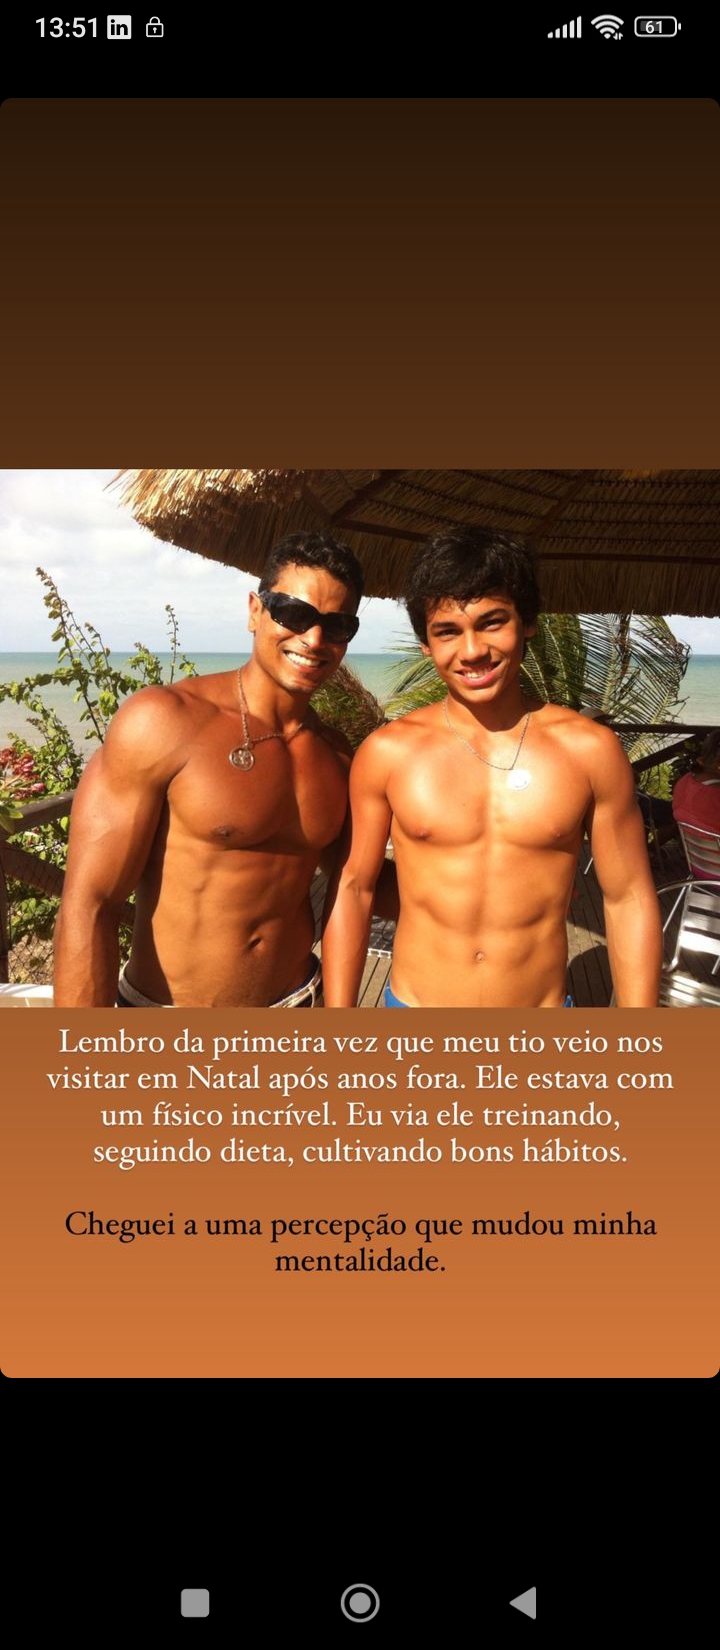 13:51 in
61
Lembro da primeira vez que meu tio veio nos
visitar em Natal após anos fora. Ele estava com
um físico incrível. Eu via ele treinando,
seguindo dieta, cultivando bons hábitos.
Cheguei a uma percepção que mudou minha
mentalidade.